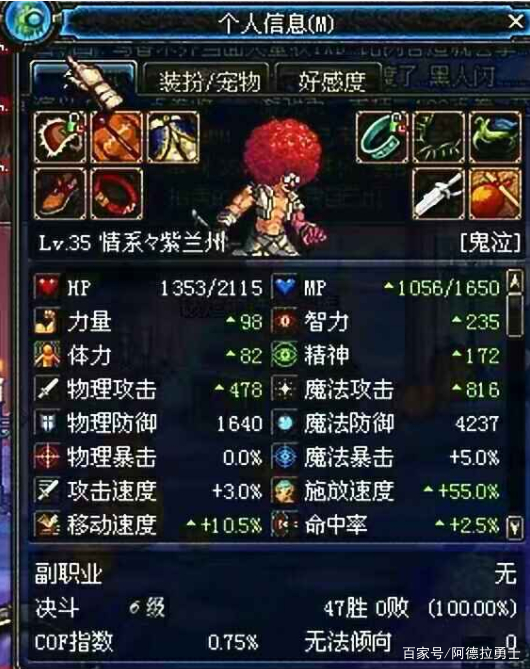 个人信息(M)
装扮/宠物 好感度
Lv.35 情系々紫兰州 [鬼泣]
HP 1353/2115 MP 1056/1650
力量 98 智力 235
体力 82 精神 172
物理攻击 478 魔法攻击 816
物理防御 1640 魔法防御 4237
物理暴击 0.0% 魔法暴击 +5.0%
攻击速度 +3.0% 施放速度 +55.0%
移动速度 +10.5% 命中率 +2.5%
副职业 无
决斗 6级 47胜 0败 (100.00%)
COF指数 0.75% 无法倾向 0
百家号/阿德拉勇士